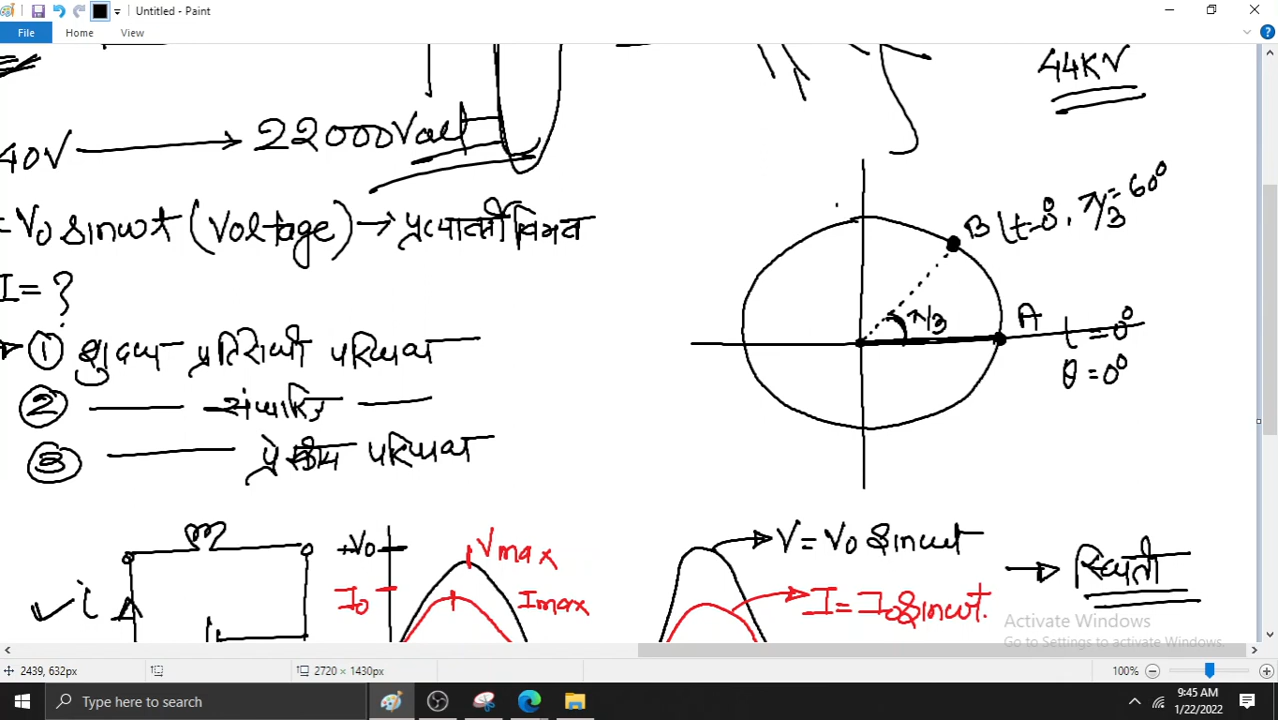 Untitled - Paint
File Home View
44KV
40V → 22000Volt
= V₀ sinωt (Voltage) → प्रत्यावर्ती विभव
I = ?
① शुद्ध प्रतिरोधी परिपथ
②
③ परिपथ
B (t=0, π/3 = 60°
π/3
A
t = 0°
θ = 0°
V₀
Vmax
I₀
Imax
i
V = V₀ sinωt
I = I₀ sinωt.
Activate Windows
Go to Settings to activate Windows.
2439, 632px
2720 × 1430px
100%
Type here to search
9:45 AM
1/22/2022